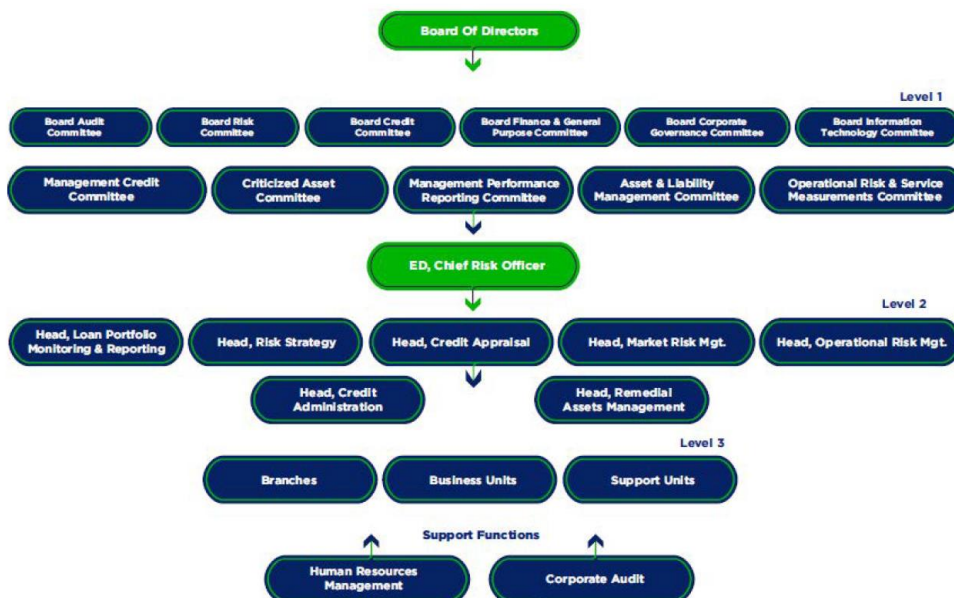 Board Of Directors
Level 1
Board Audit
Committee
Board Risk
Committee
Board Credit
Committee
Board Finance & General
Purpose Committee
Board Corporate
Governance Committee
Board Information
Technology Committee
Management Credit
Committee
Criticized Asset
Committee
Management Performance
Reporting Committee
Asset & Liability
Management Committee
Operational Risk & Service
Measurements Committee
ED, Chief Risk Officer
Level 2
Head, Loan Portfolio
Monitoring & Reporting
Head, Risk Strategy
Head, Credit Appraisal
Head, Market Risk Mgt.
Head, Operational Risk Mgt.
Head, Credit
Administration
Head, Remedial
Assets Management
Level 3
Branches
Business Units
Support Units
Support Functions
Human Resources
Management
Corporate Audit